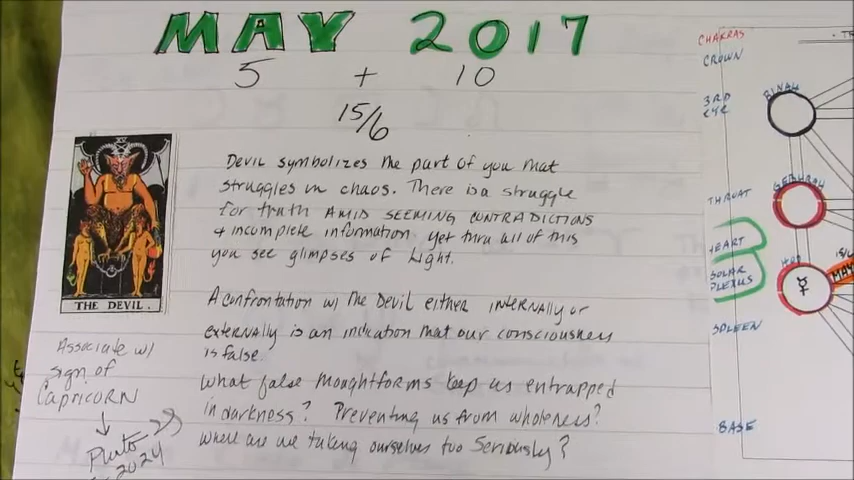 MAY 2017
5 + 10
15/6
Devil symbolizes the part of you that
struggles in chaos. There is a struggle
for truth AMID SEEMING CONTRADICTIONS
+ incomplete information yet thru all of this
you see glimpses of Light.
A confrontation w/ the Devil either internally or
externally is an indication that our consciousness
is false.
What false thoughtforms keep us entrapped
in darkness? Preventing us from wholeness?
Where are we taking ourselves too Seriously?
THE DEVIL.
Associate w/
sign of
CAPRICORN
Pluto
2024
CHAKRAS
CROWN
3RD
EYE
THROAT
HEART
SOLAR
PLEXUS
SPLEEN
BASE
BINAH
GEBURAH
HOD
15/6
MAY